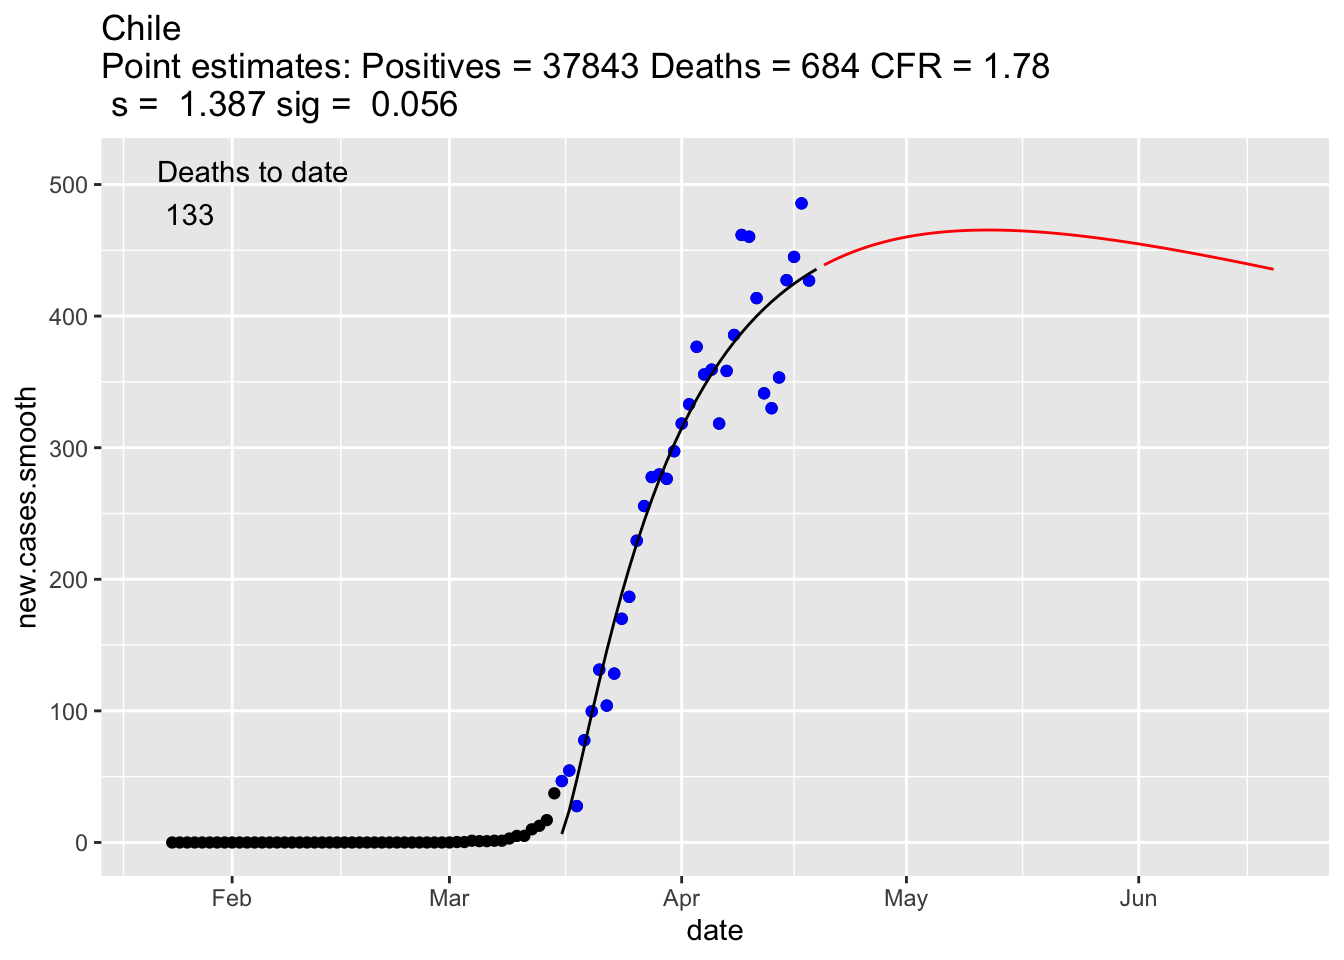 Chile
Point estimates: Positives = 37843 Deaths = 684 CFR = 1.78
s = 1.387 sig = 0.056
Deaths to date
133
500
400
300
200
100
0
new.cases.smooth
Feb Mar Apr May Jun
date